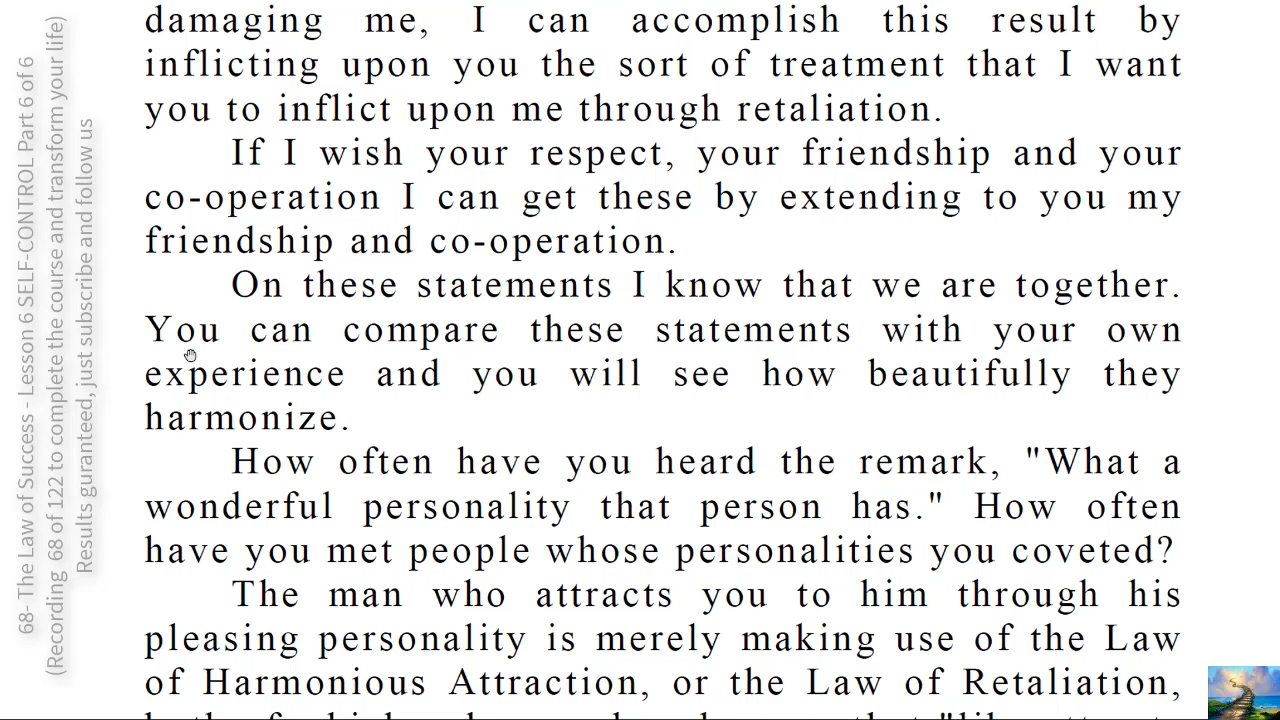 damaging me, I can accomplish this result by
inflicting upon you the sort of treatment that I want
you to inflict upon me through retaliation.
If I wish your respect, your friendship and your
co-operation I can get these by extending to you my
friendship and co-operation.
On these statements I know that we are together.
You can compare these statements with your own
experience and you will see how beautifully they
harmonize.
How often have you heard the remark, "What a
wonderful personality that person has." How often
have you met people whose personalities you coveted?
The man who attracts you to him through his
pleasing personality is merely making use of the Law
of Harmonious Attraction, or the Law of Retaliation,
68- The Law of Success - Lesson 6 SELF-CONTROL Part 6 of 6
(Recording 68 of 122 to complete the course and transform your life)
Results guranteed, just subscribe and follow us